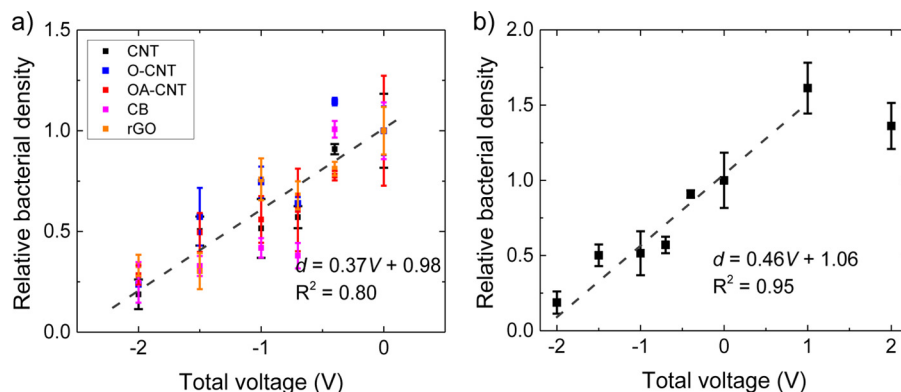 a)
Relative bacterial density
1.5
1.0
0.5
0.0
CNT
O-CNT
OA-CNT
CB
rGO
d = 0.37V + 0.98
R² = 0.80
-2
-1
0
Total voltage (V)
b)
Relative bacterial density
2.0
1.5
1.0
0.5
0.0
d = 0.46V + 1.06
R² = 0.95
-2
-1
0
1
2
Total voltage (V)